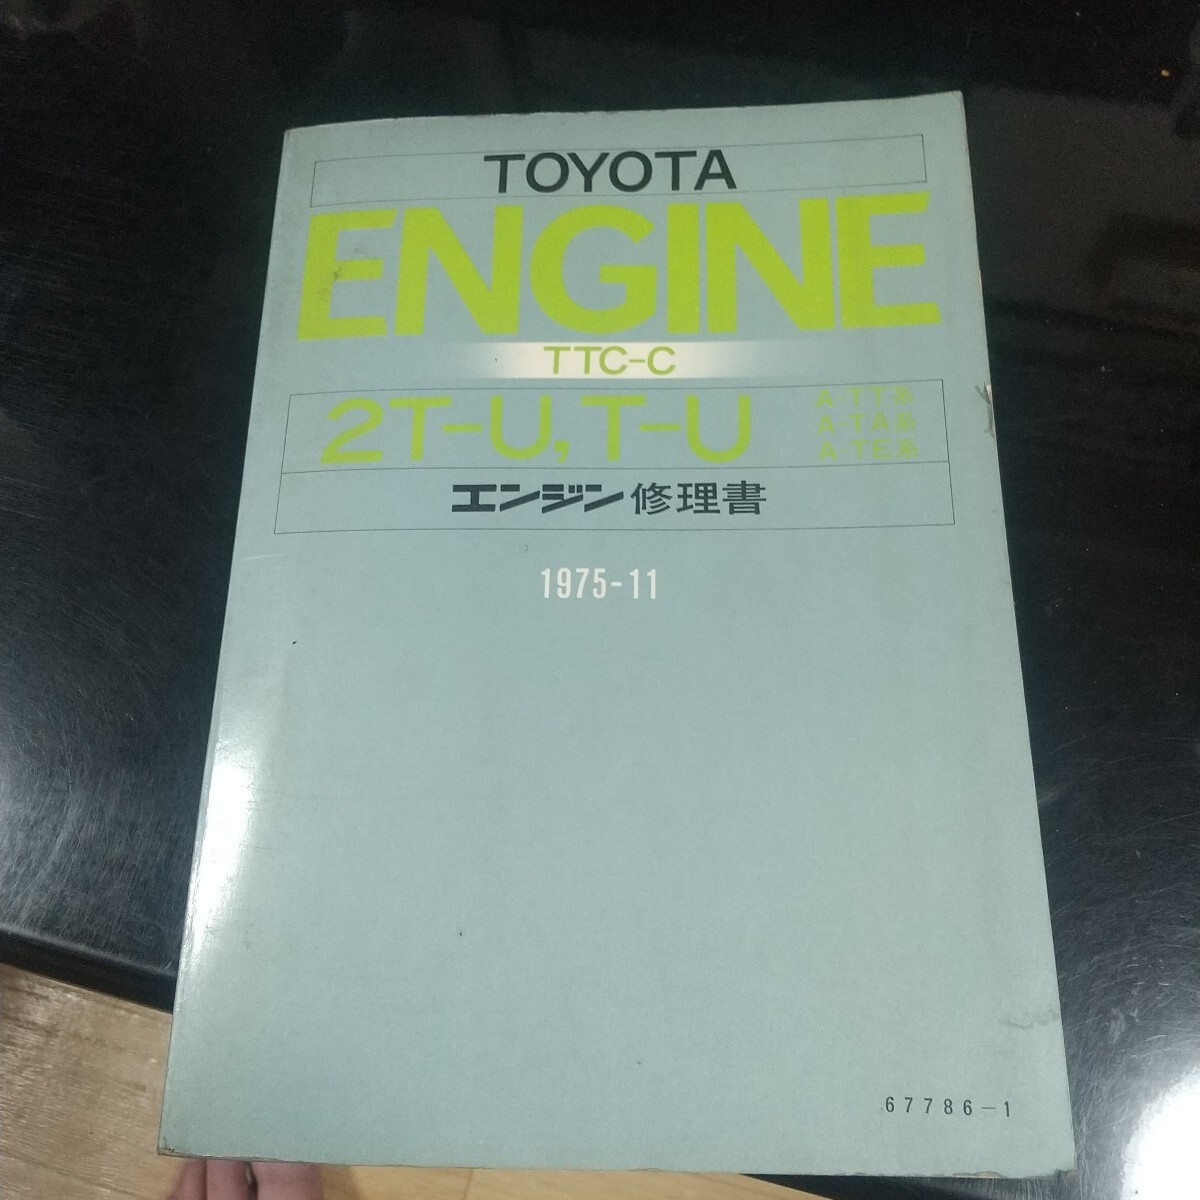 TOYOTA
ENGINE
TTC-C
2T-U, T-U
A-TT系
A-TA系
A-TE系
エンジン修理書
1975-11
67786-1